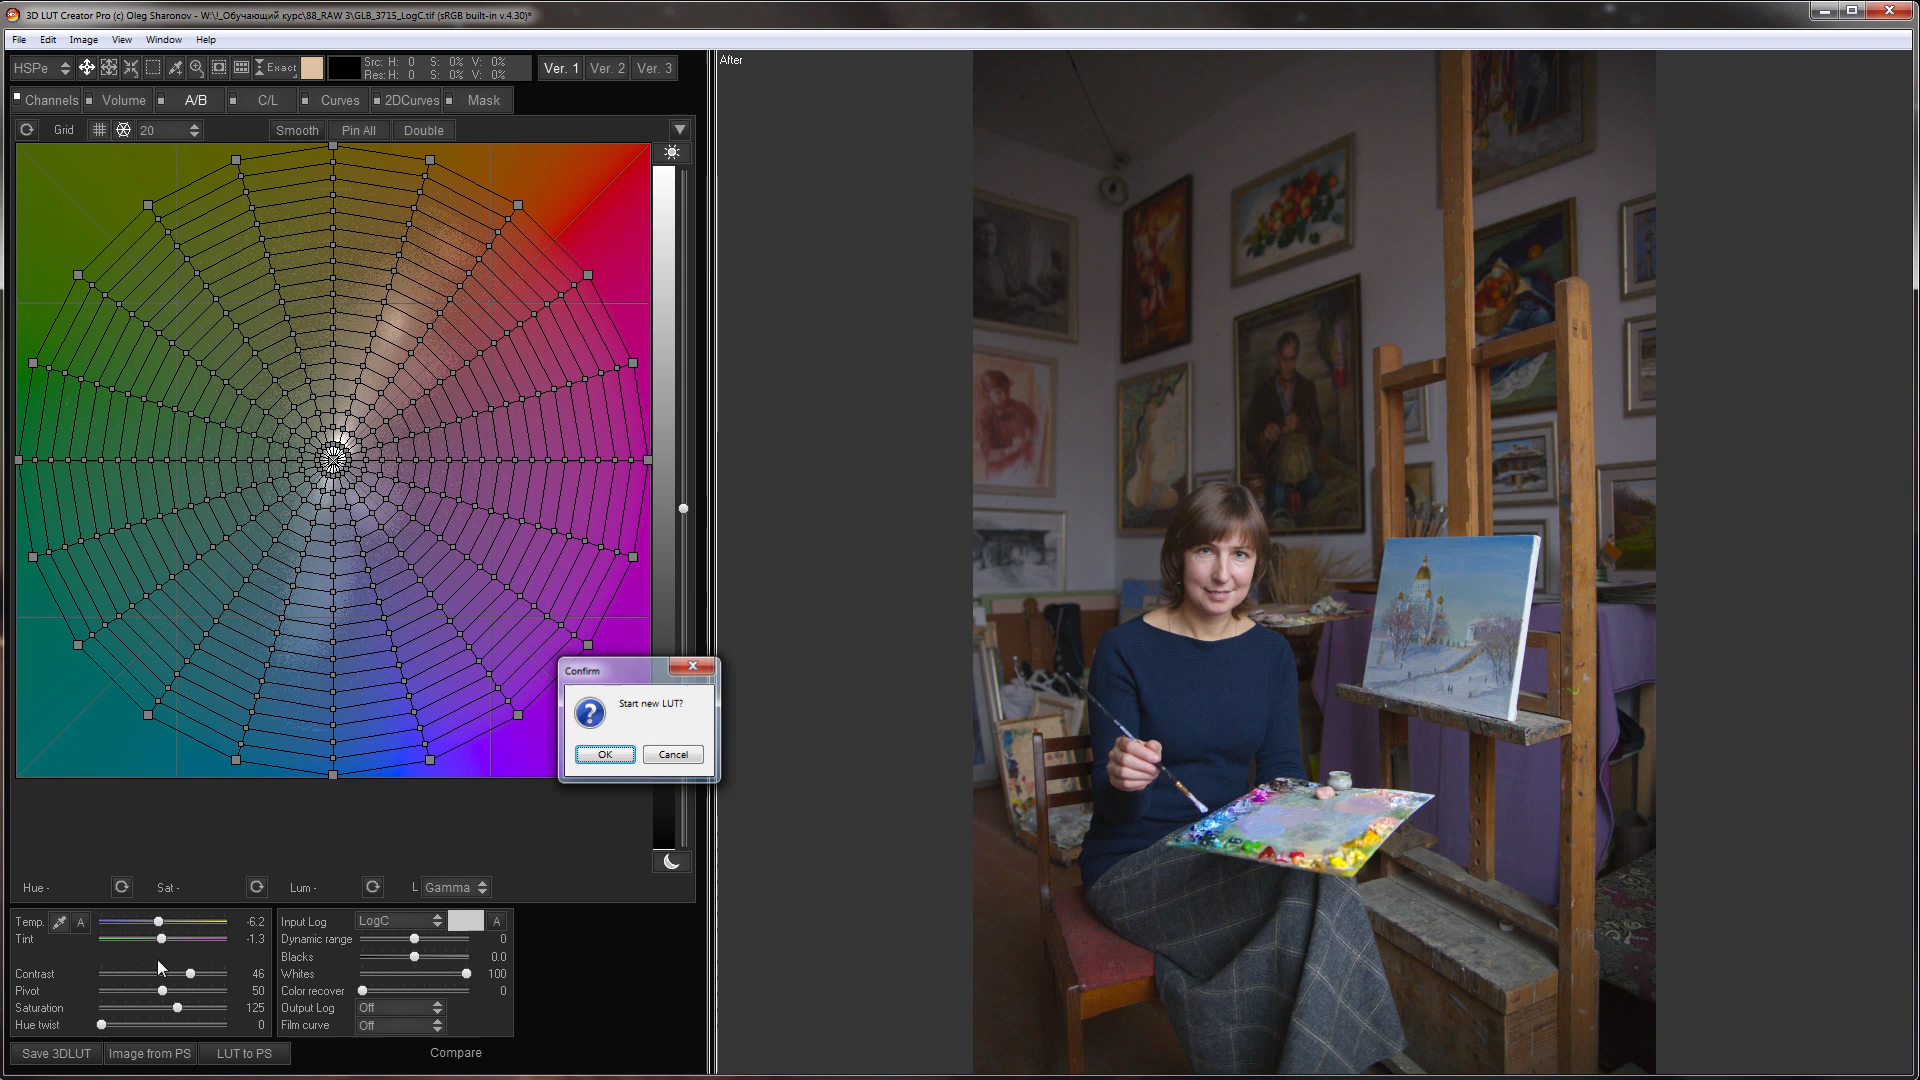 3D LUT Creator Pro (c) Oleg Sharonov - W:\!_Обучающий курс\88_RAW 3\GLB_3715_LogC.tif (sRGB built-in v.4.30)*
File Edit Image View Window Help
HSPe Exact Src: H: 0 S: 0% V: 0% Ver. 1 Ver. 2 Ver. 3
Res: H: 0 S: 0% V: 0%
After
Channels Volume A/B C/L Curves 2DCurves Mask
Grid 20 Smooth Pin All Double
Confirm
Start new LUT?
OK Cancel
Hue - Sat - Lum - L Gamma
Temp. A -6.2
Tint -1.3
Contrast 46
Pivot 50
Saturation 125
Hue twist 0
Input Log LogC A
Dynamic range 0
Blacks 0.0
Whites 100
Color recover 0
Output Log Off
Film curve Off
Save 3DLUT Image from PS LUT to PS Compare